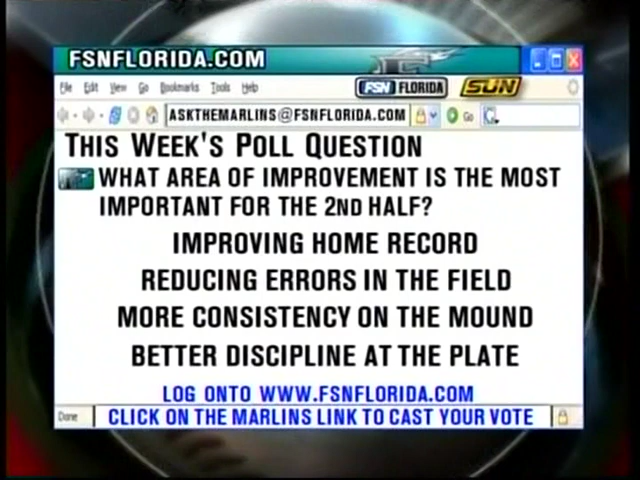 FSNFLORIDA.COM
File Edit View Go Bookmarks Tools Help
FSN FLORIDA SUN
ASKTHEMARLINS@FSNFLORIDA.COM Go G
THIS WEEK'S POLL QUESTION
WHAT AREA OF IMPROVEMENT IS THE MOST
IMPORTANT FOR THE 2ND HALF?
IMPROVING HOME RECORD
REDUCING ERRORS IN THE FIELD
MORE CONSISTENCY ON THE MOUND
BETTER DISCIPLINE AT THE PLATE
LOG ONTO WWW.FSNFLORIDA.COM
Done CLICK ON THE MARLINS LINK TO CAST YOUR VOTE